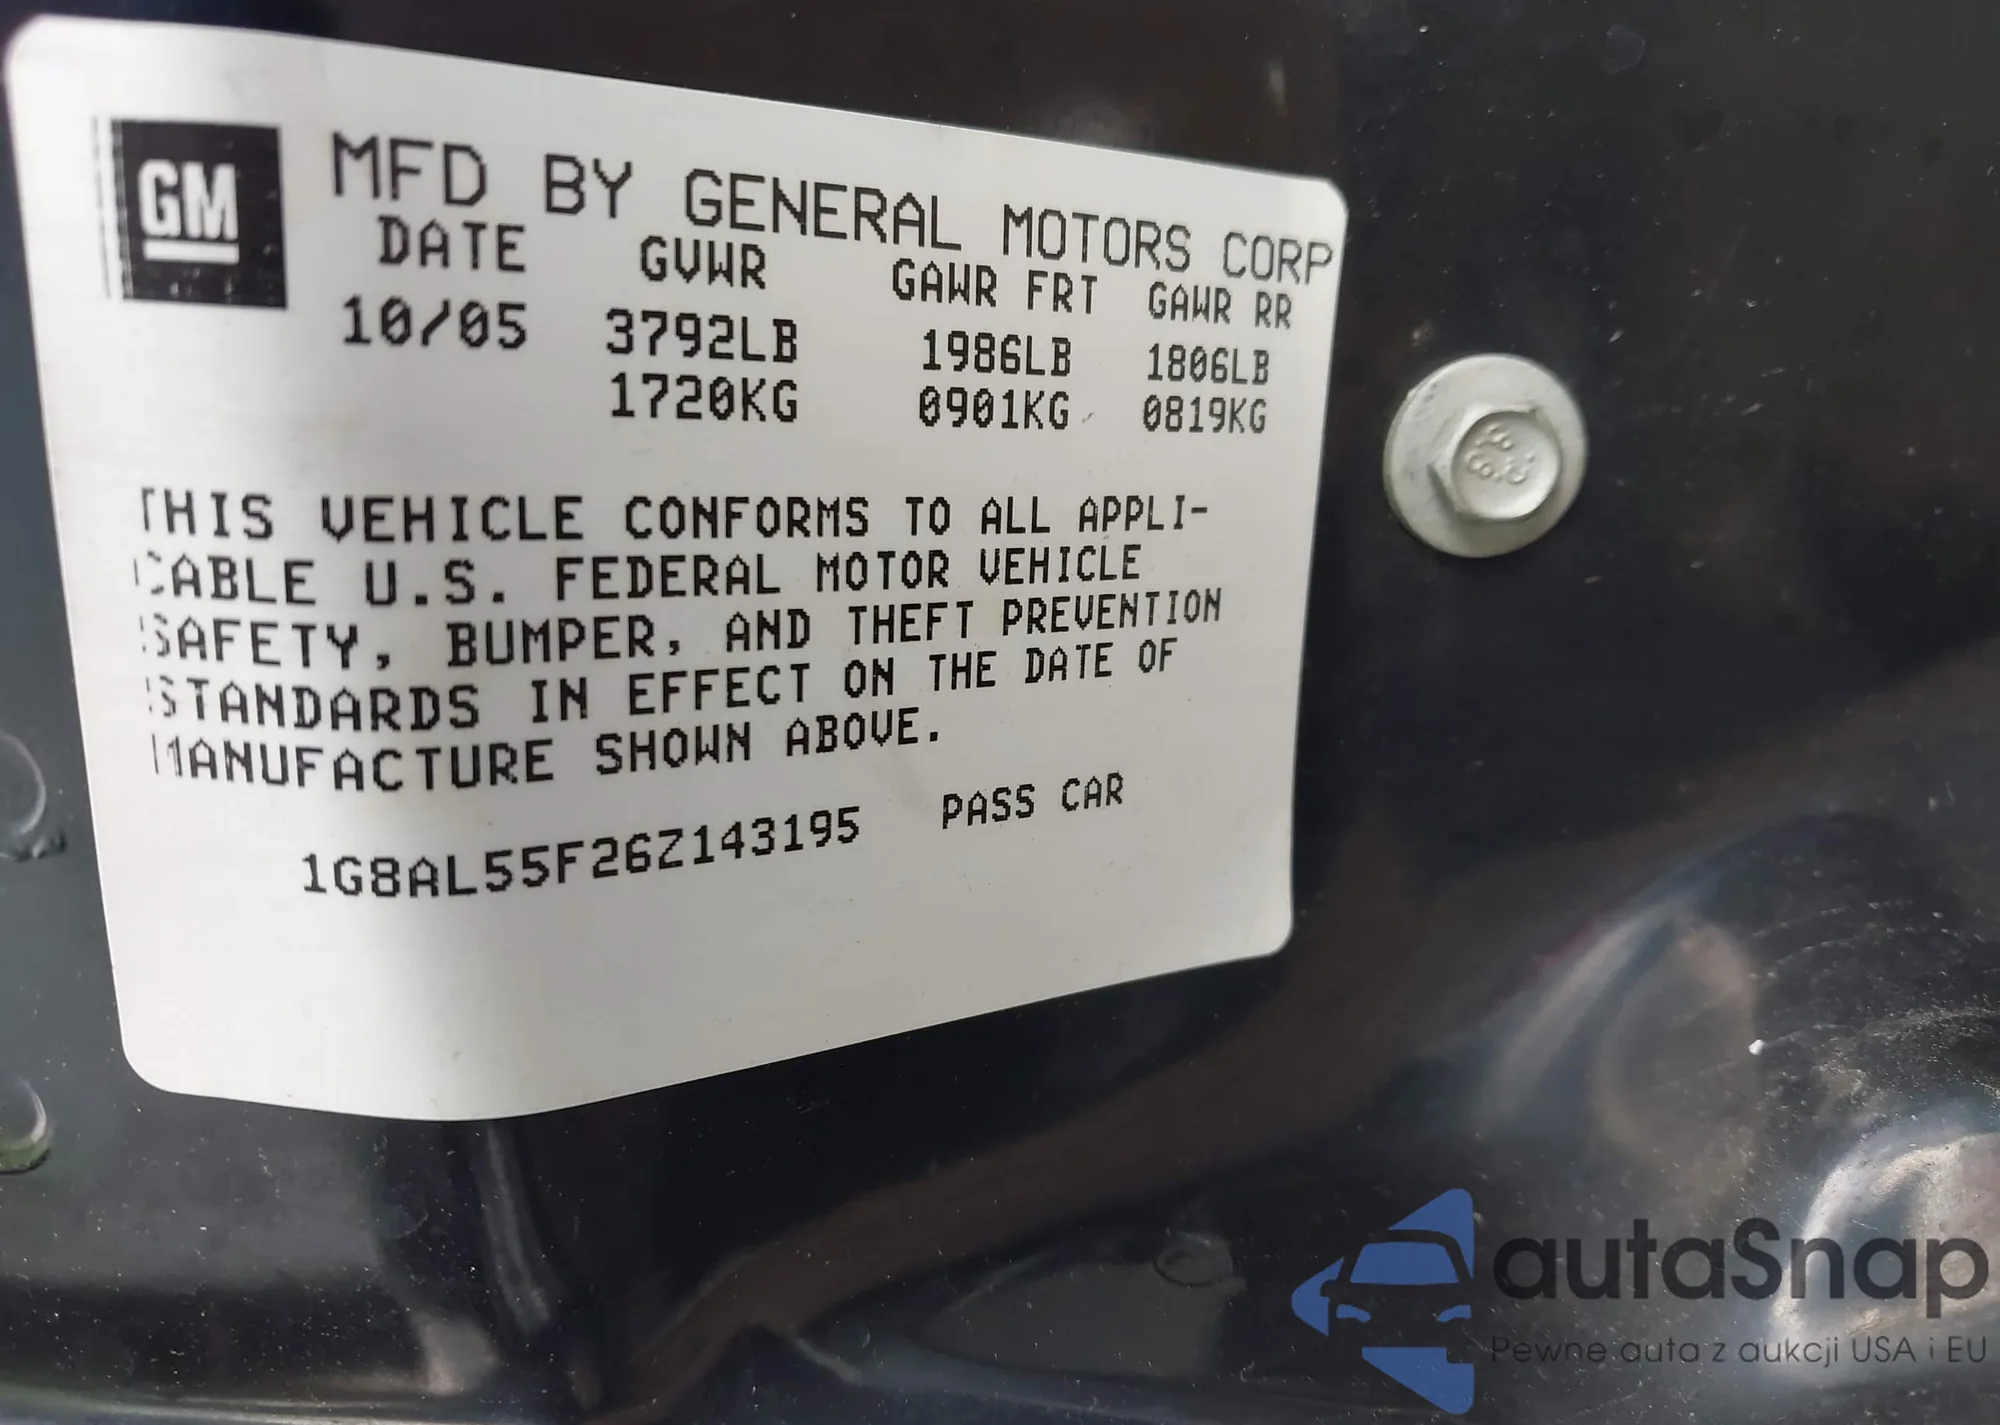 GM
MFD BY GENERAL MOTORS CORP
DATE GVWR GAWR FRT GAWR RR
10/05 3792LB 1986LB 1806LB
1720KG 0901KG 0819KG
THIS VEHICLE CONFORMS TO ALL APPLI-
CABLE U.S. FEDERAL MOTOR VEHICLE
SAFETY, BUMPER, AND THEFT PREVENTION
STANDARDS IN EFFECT ON THE DATE OF
MANUFACTURE SHOWN ABOVE.
1G8AL55F26Z143195 PASS CAR
autaSnap
Pewne auta z aukcji USA i EU